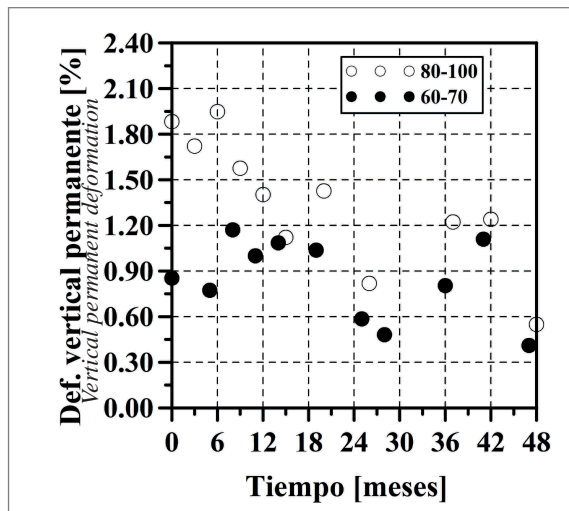 Def. vertical permanente [%]
Vertical permanent deformation
2.40
2.10
1.80
1.50
1.20
0.90
0.60
0.30
0.00
80-100
60-70
0 6 12 18 24 30 36 42 48
Tiempo [meses]